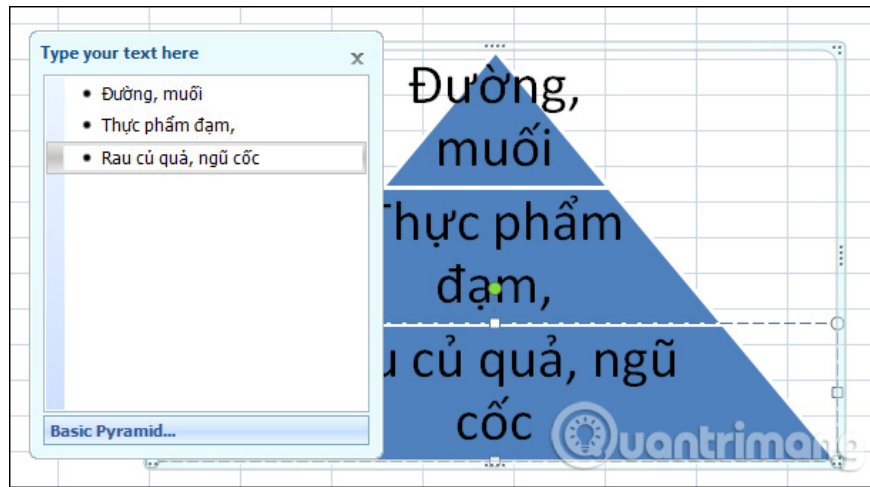 Type your text here
x
• Đường, muối
• Thực phẩm đạm,
• Rau củ quả, ngũ cốc
Basic Pyramid...
Đường,
muối
phẩm
đạm,
củ quả, ngũ
cốc
Quantrimang